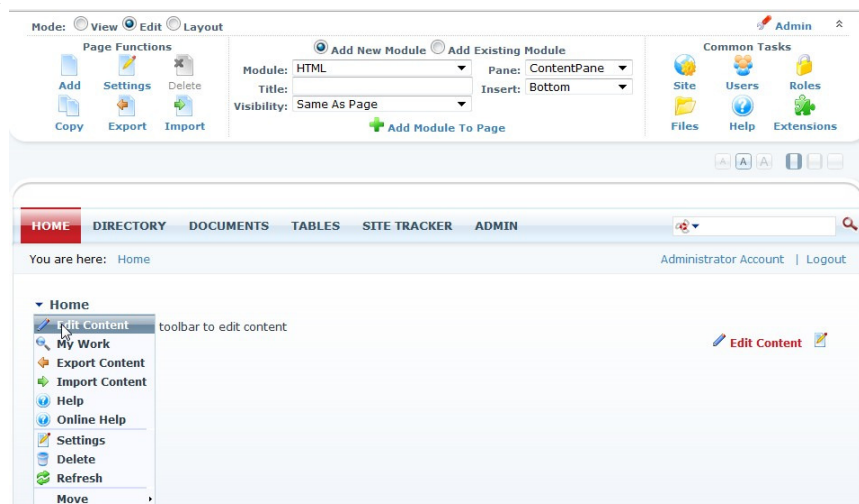 Mode: View Edit Layout Admin
Page Functions
Add Settings Delete
Copy Export Import
Add New Module Add Existing Module
Module: HTML Pane: ContentPane
Title: Insert: Bottom
Visibility: Same As Page
Add Module To Page
Common Tasks
Site Users Roles
Files Help Extensions
A A A
HOME DIRECTORY DOCUMENTS TABLES SITE TRACKER ADMIN
You are here: Home Administrator Account | Logout
Home
Edit Content toolbar to edit content
My Work Edit Content
Export Content
Import Content
Help
Online Help
Settings
Delete
Refresh
Move